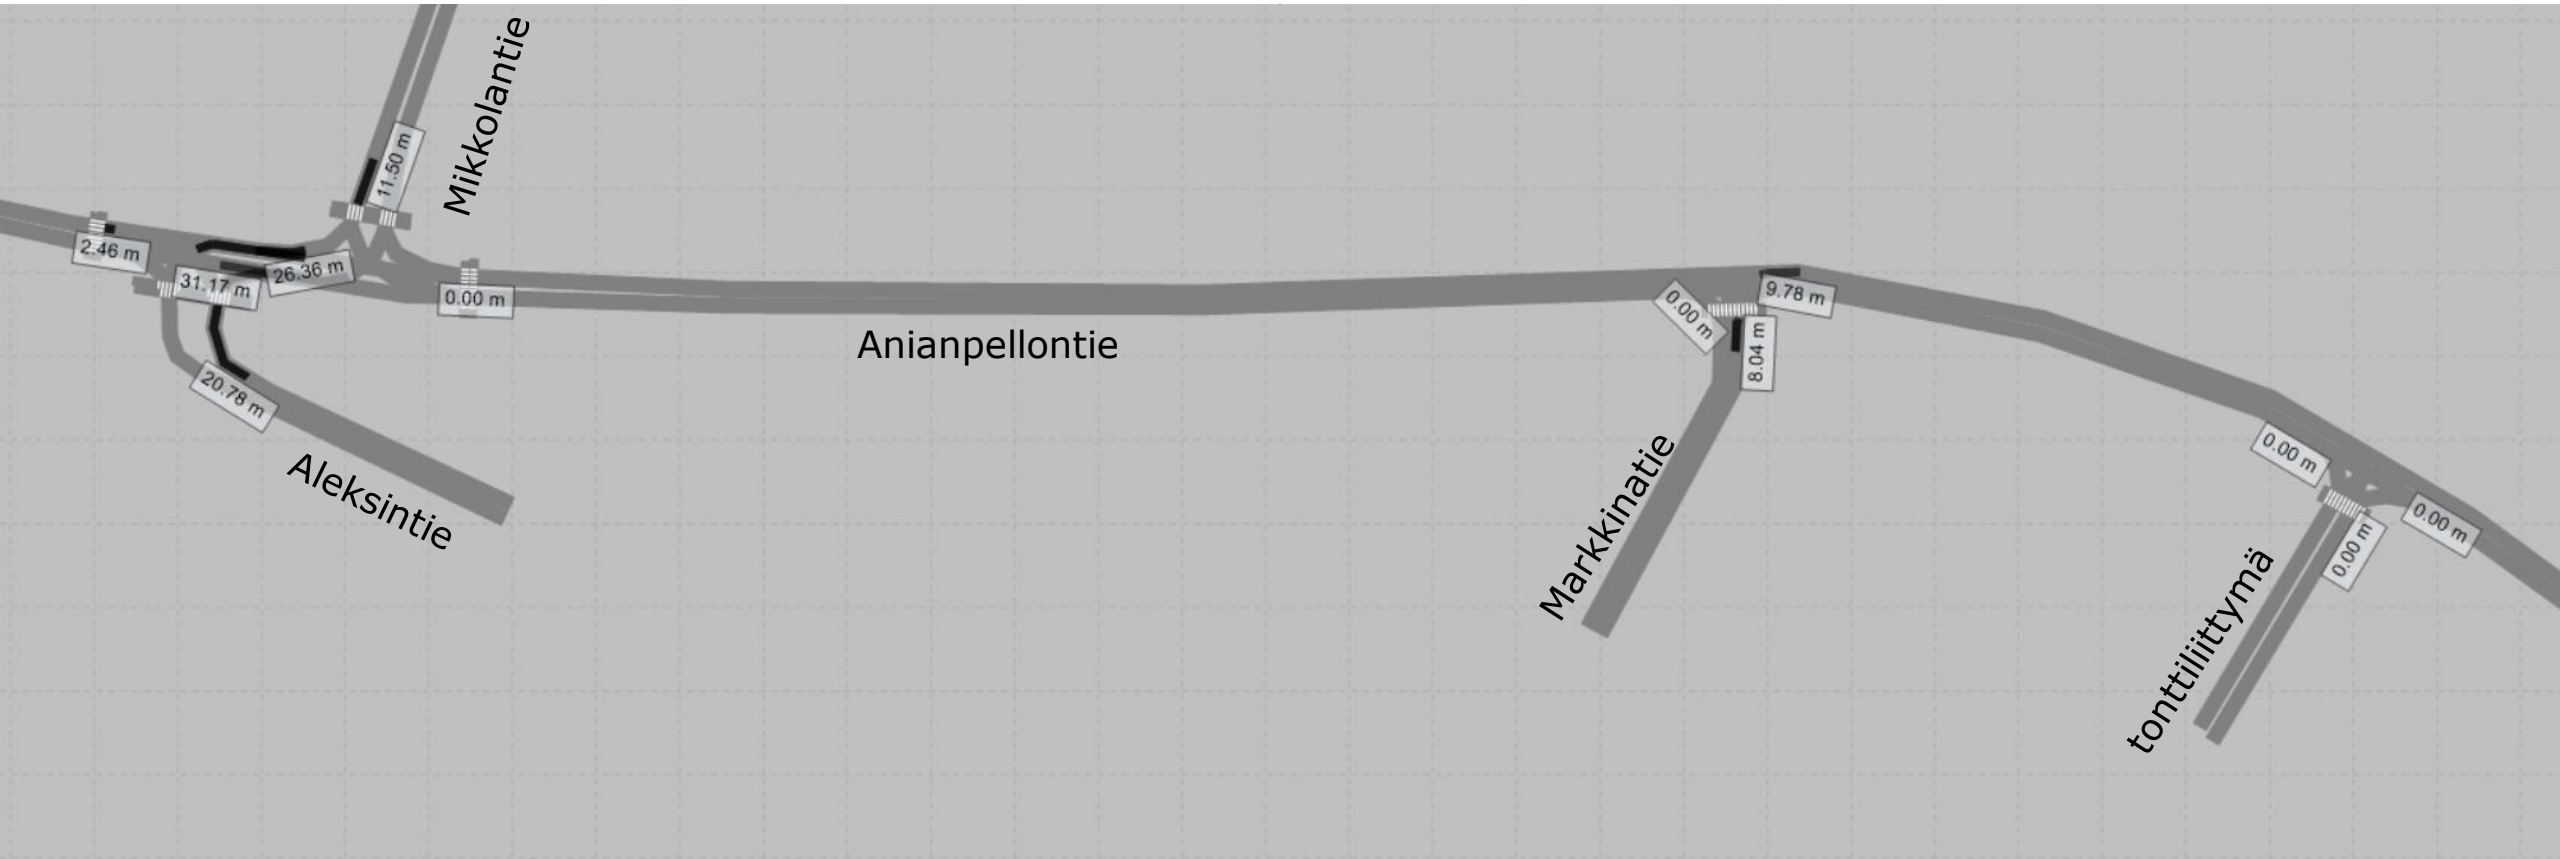 Mikkolantie
11.50 m
2.46 m
31.17 m
26.36 m
0.00 m
20.78 m
Aleksintie
Anianpellontie
0.00 m
9.78 m
8.04 m
Markkinatie
0.00 m
0.00 m
0.00 m
tonttiliittymä